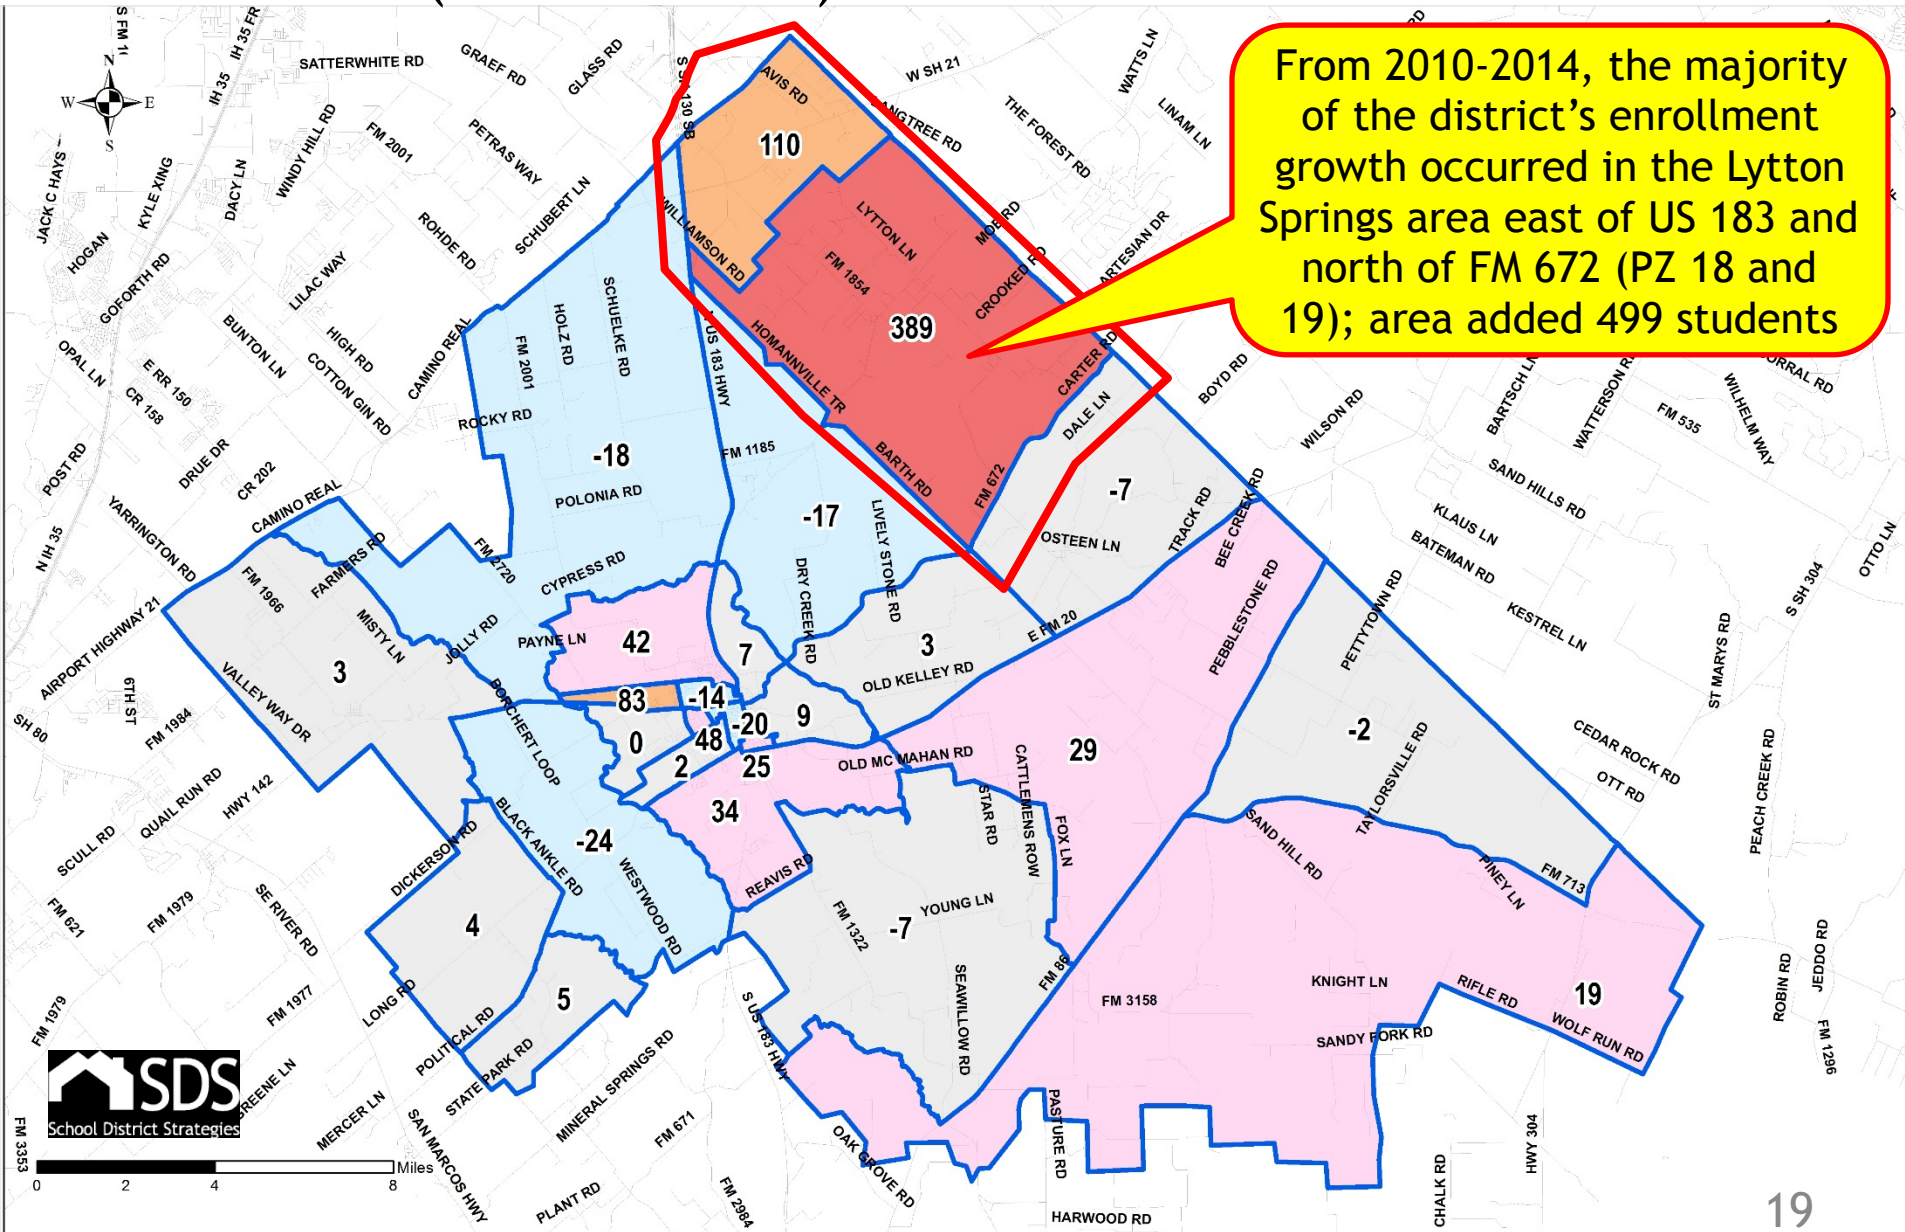 From 2010-2014, the majority
of the district's enrollment
growth occurred in the Lytton
Springs area east of US 183 and
north of FM 672 (PZ 18 and
19); area added 499 students
N
W
E
S
IH 35
IH 35 FR
SATTERWHITE RD
GRAEF RD
GLASS RD
W SH 21
WATTS LN
LINAM LN
THE FOREST RD
AVIS RD
JACK C HAYS
KYLE XING
DACY LN
WINDY HILL RD
FM 2001
PETRAS WAY
SCHUBERT LN
ROHDE RD
HOGAN
GOFORTH RD
LILAC WAY
BUNTON LN
HIGH RD
COTTON GIN RD
CAMINO REAL
OPAL LN
E RR 150
CR 158
POST RD
DRUE DR
CR 202
CAMINO REAL
YARRINGTON RD
N IH 35
110
WILLIAMSON RD
LYTTON LN
FM 1854
MOE RD
CROOKED RD
ARTESIAN DR
389
HOMANNVILLE TR
CARTER RD
DALE LN
BARTH RD
FM 672
BOYD RD
WILSON RD
BARTSCH LN
WATTERSON RD
FM 535
WILHELM WAY
SAND HILLS RD
KLAUS LN
BATEMAN RD
KESTREL LN
OTTO LN
S SH 304
ST MARYS RD
FM 2001
HOLZ RD
SCHUELKE RD
US 183 HWY
ROCKY RD
-18
FM 1185
POLONIA RD
-17
LIVELY STONE RD
-7
OSTEEN LN
TRACK RD
BEE CREEK RD
FM 2720
CYPRESS RD
DRY CREEK RD
FM 1966
FARMERS RD
MISTY LN
JOLLY RD
PAYNE LN
42
7
3
E FM 20
OLD KELLEY RD
PEBBLESTONE RD
PETTYTOWN RD
AIRPORT HIGHWAY 21
3
VALLEY WAY DR
6TH ST
SH 80
FM 1984
BORCHERT LOOP
83
-14
-20
9
0
48
2
25
OLD MC MAHAN RD
29
-2
TAYLORSVILLE RD
CEDAR ROCK RD
OTT RD
PEACH CREEK RD
QUAIL RUN RD
HWY 142
SCULL RD
DICKERSON RD
BLACK ANKLE RD
-24
WESTWOOD RD
34
REAVIS RD
STAR RD
CATTLEMENS ROW
FOX LN
SAND HILL RD
PINEY LN
FM 713
FM 621
FM 1979
SE RIVER RD
4
FM 1322
YOUNG LN
-7
SEAWILLOW RD
FM 86
FM 3158
KNIGHT LN
RIFLE RD
19
WOLF RUN RD
SANDY FORK RD
ROBIN RD
JEDDO RD
FM 1296
FM 1979
FM 1977
LONG RD
5
POLITICAL RD
STATE PARK RD
S US 183 HWY
MINERAL SPRINGS RD
GREENE LN
MERCER LN
SAN MARCOS HWY
FM 671
FM 3353
PLANT RD
FM 2984
OAK GROVE RD
PASTURE RD
HARWOOD RD
CHALK RD
HWY 304
SDS
School District Strategies
Miles
0 2 4 8
19